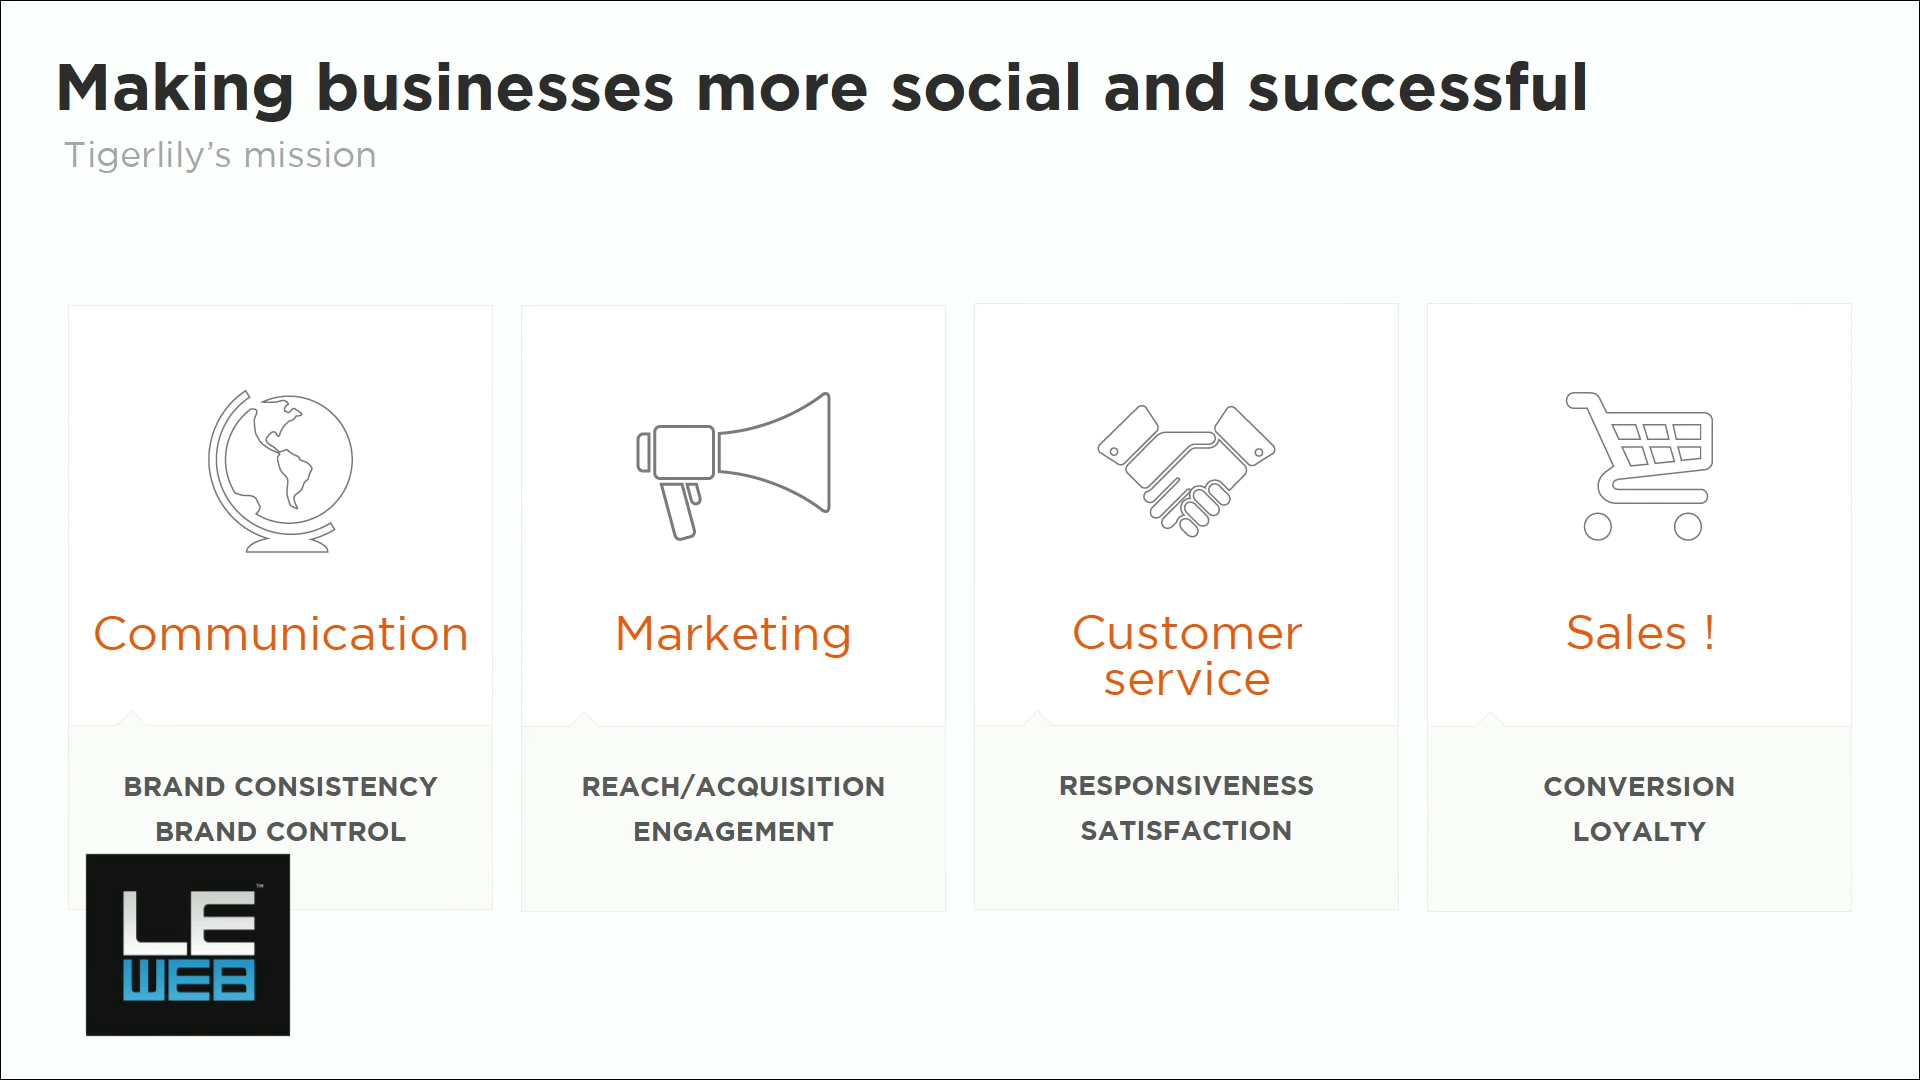 Making businesses more social and successful
Tigerlily’s mission
Communication
BRAND CONSISTENCY
BRAND CONTROL
Marketing
REACH/ACQUISITION
ENGAGEMENT
Customer
service
RESPONSIVENESS
SATISFACTION
Sales !
CONVERSION
LOYALTY
LE™
WEB